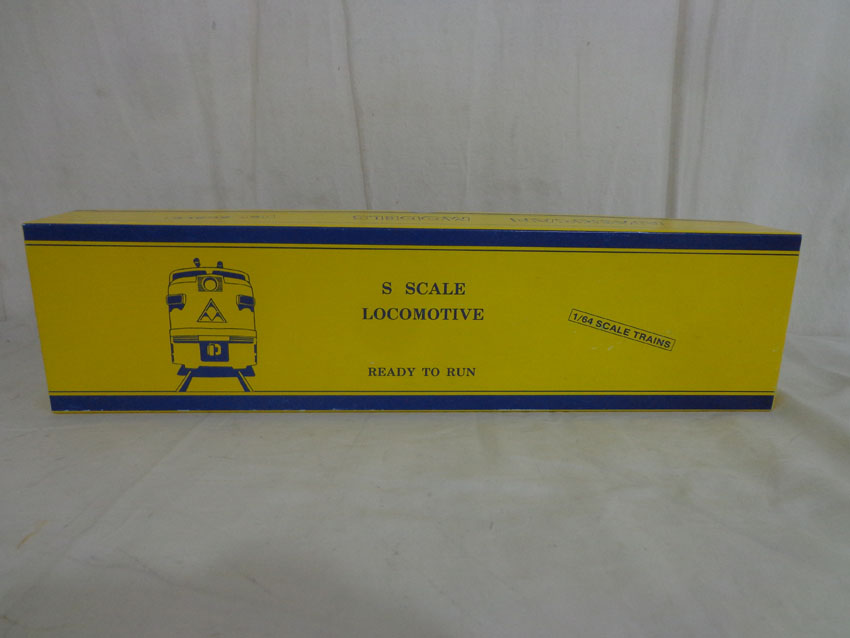 S SCALE
LOCOMOTIVE
1/64 SCALE TRAINS
READY TO RUN